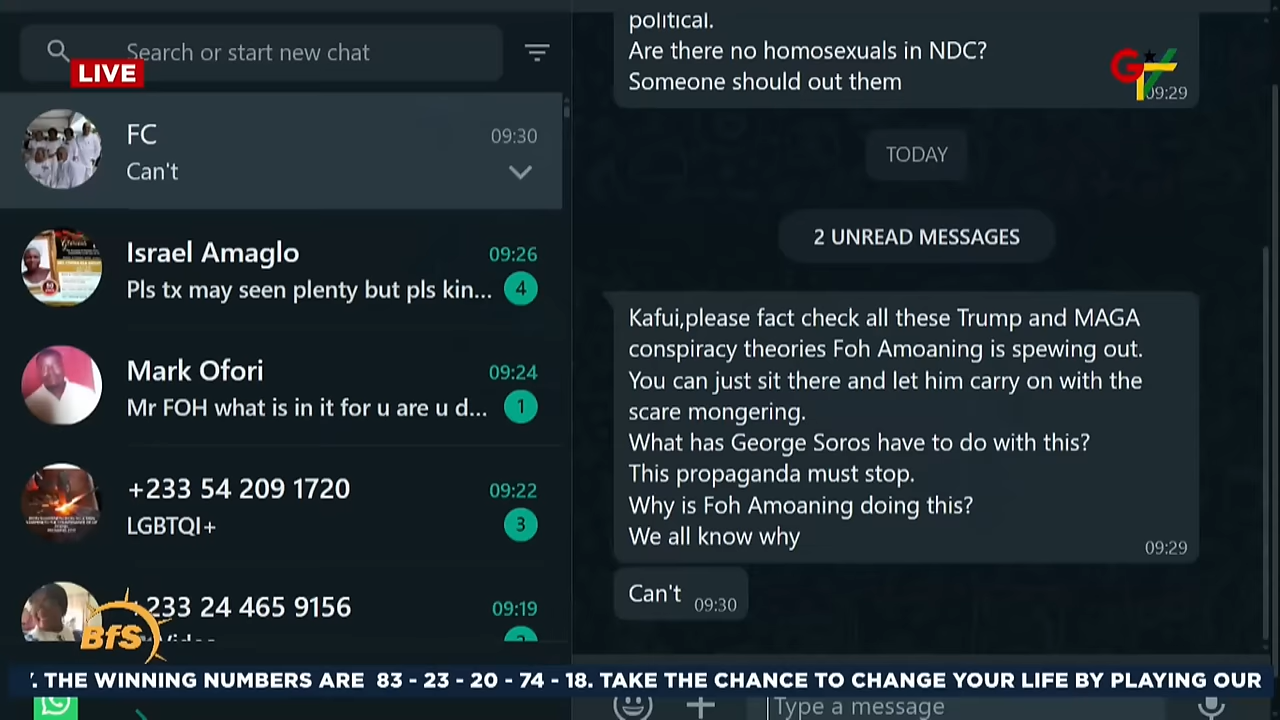 Search or start new chat
LIVE
FC
09:30
Can't
Israel Amaglo
09:26
Pls tx may seen plenty but pls kin...
4
Mark Ofori
09:24
Mr FOH what is in it for u are u d...
1
+233 54 209 1720
09:22
LGBTQI+
3
233 24 465 9156
09:19
BfS
political.
Are there no homosexuals in NDC?
Someone should out them
09:29
TODAY
2 UNREAD MESSAGES
Kafui,please fact check all these Trump and MAGA
conspiracy theories Foh Amoaning is spewing out.
You can just sit there and let him carry on with the
scare mongering.
What has George Soros have to do with this?
This propaganda must stop.
Why is Foh Amoaning doing this?
We all know why
09:29
Can't
09:30
. THE WINNING NUMBERS ARE 83 - 23 - 20 - 74 - 18. TAKE THE CHANCE TO CHANGE YOUR LIFE BY PLAYING OUR
Type a message